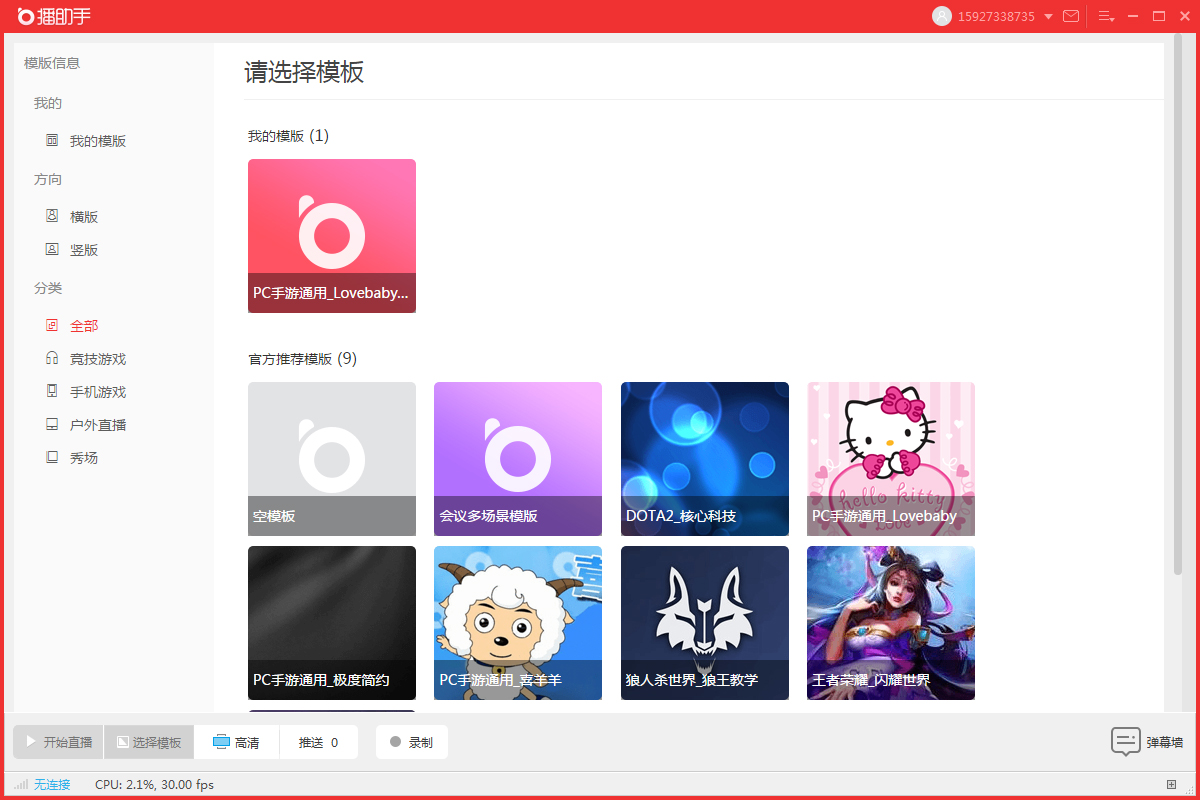 播助手
15927338735
模版信息
我的
我的模版
方向
横版
竖版
分类
全部
竞技游戏
手机游戏
户外直播
秀场
请选择模板
我的模版 (1)
PC手游通用_Lovebaby...
官方推荐模版 (9)
空模板
会议多场景模版
DOTA2_核心科技
hello kitty
Love
PC手游通用_Lovebaby
PC手游通用_极度简约
PC手游通用_喜羊羊
狼人杀世界_狼王教学
王者荣耀_闪耀世界
开始直播
选择模板
高清
推送 0
录制
弹幕墙
无连接
CPU: 2.1%, 30.00 fps